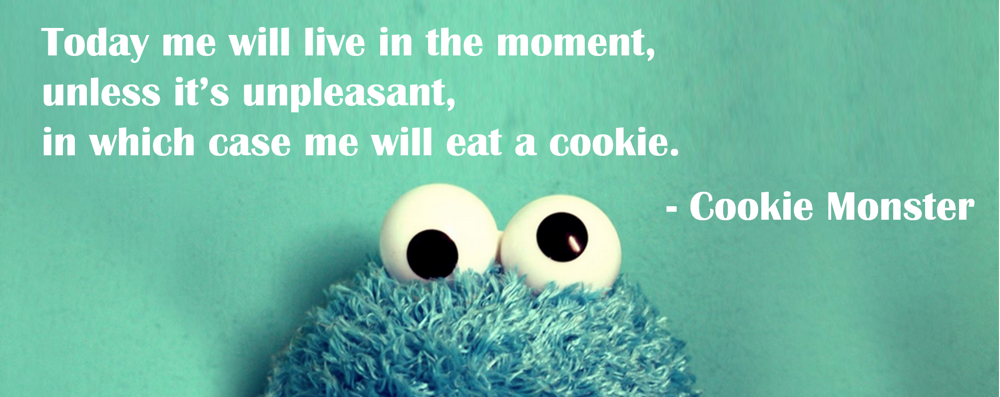 Today me will live in the moment,
unless it’s unpleasant,
in which case me will eat a cookie.
- Cookie Monster